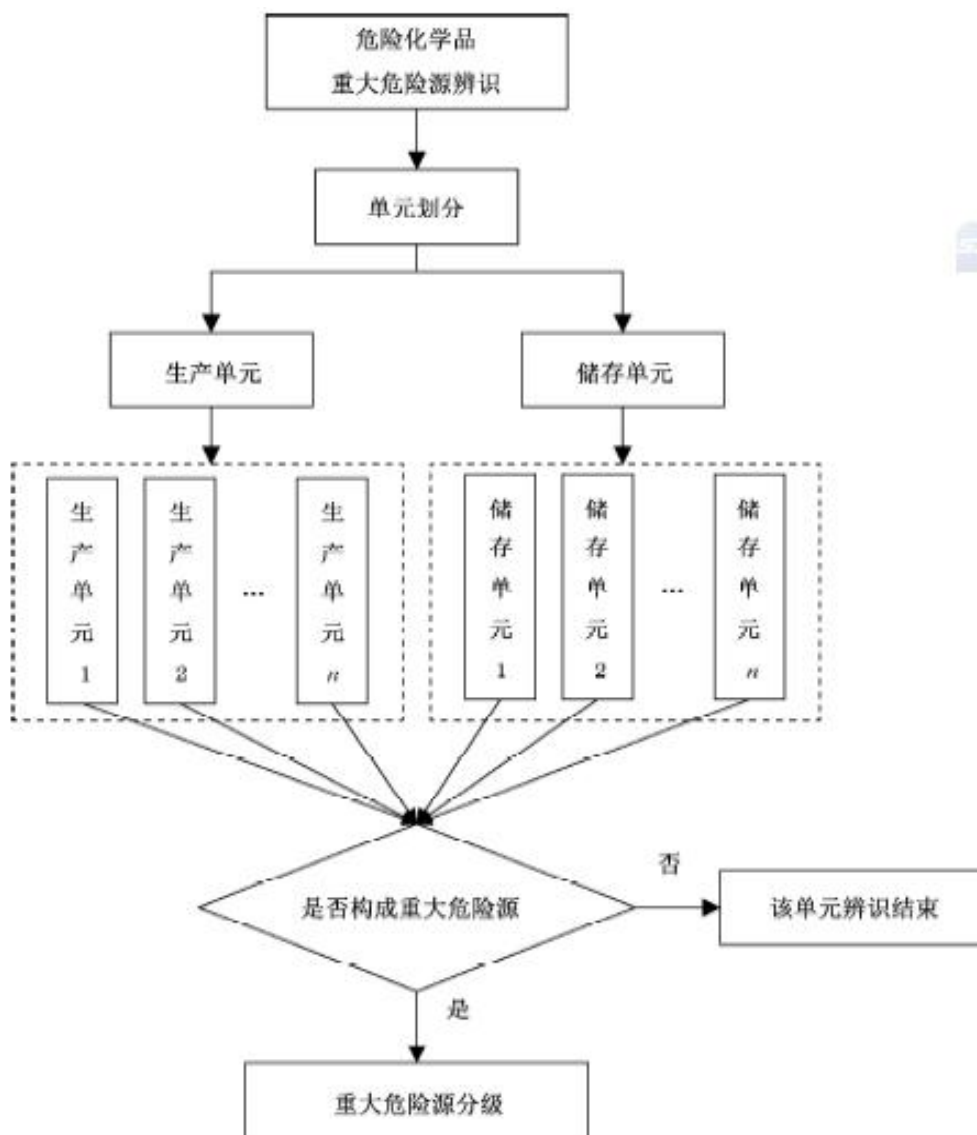 危险化学品
重大危险源辨识
单元划分
生产单元
储存单元
生产单元1
生产单元2
…
生产单元n
储存单元1
储存单元2
…
储存单元n
是否构成重大危险源
否
该单元辨识结束
是
重大危险源分级